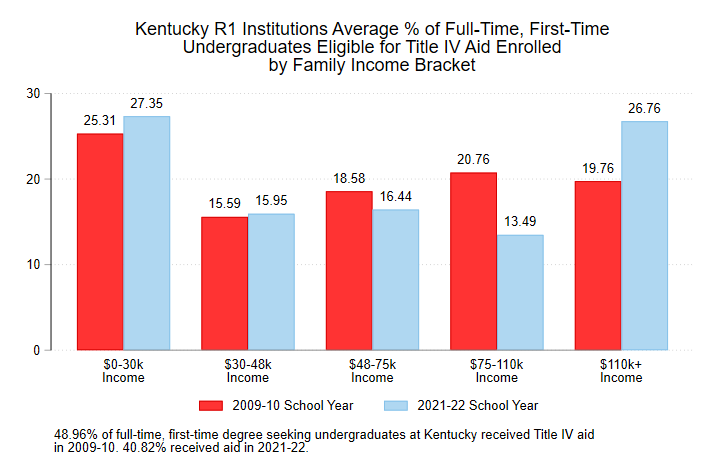 Kentucky R1 Institutions Average % of Full-Time, First-Time
Undergraduates Eligible for Title IV Aid Enrolled
by Family Income Bracket
30
20
10
0
25.31
27.35
15.59
15.95
18.58
16.44
20.76
13.49
19.76
26.76
$0-30k
Income
$30-48k
Income
$48-75k
Income
$75-110k
Income
$110k+
Income
2009-10 School Year
2021-22 School Year
48.96% of full-time, first-time degree seeking undergraduates at Kentucky received Title IV aid
in 2009-10. 40.82% received aid in 2021-22.